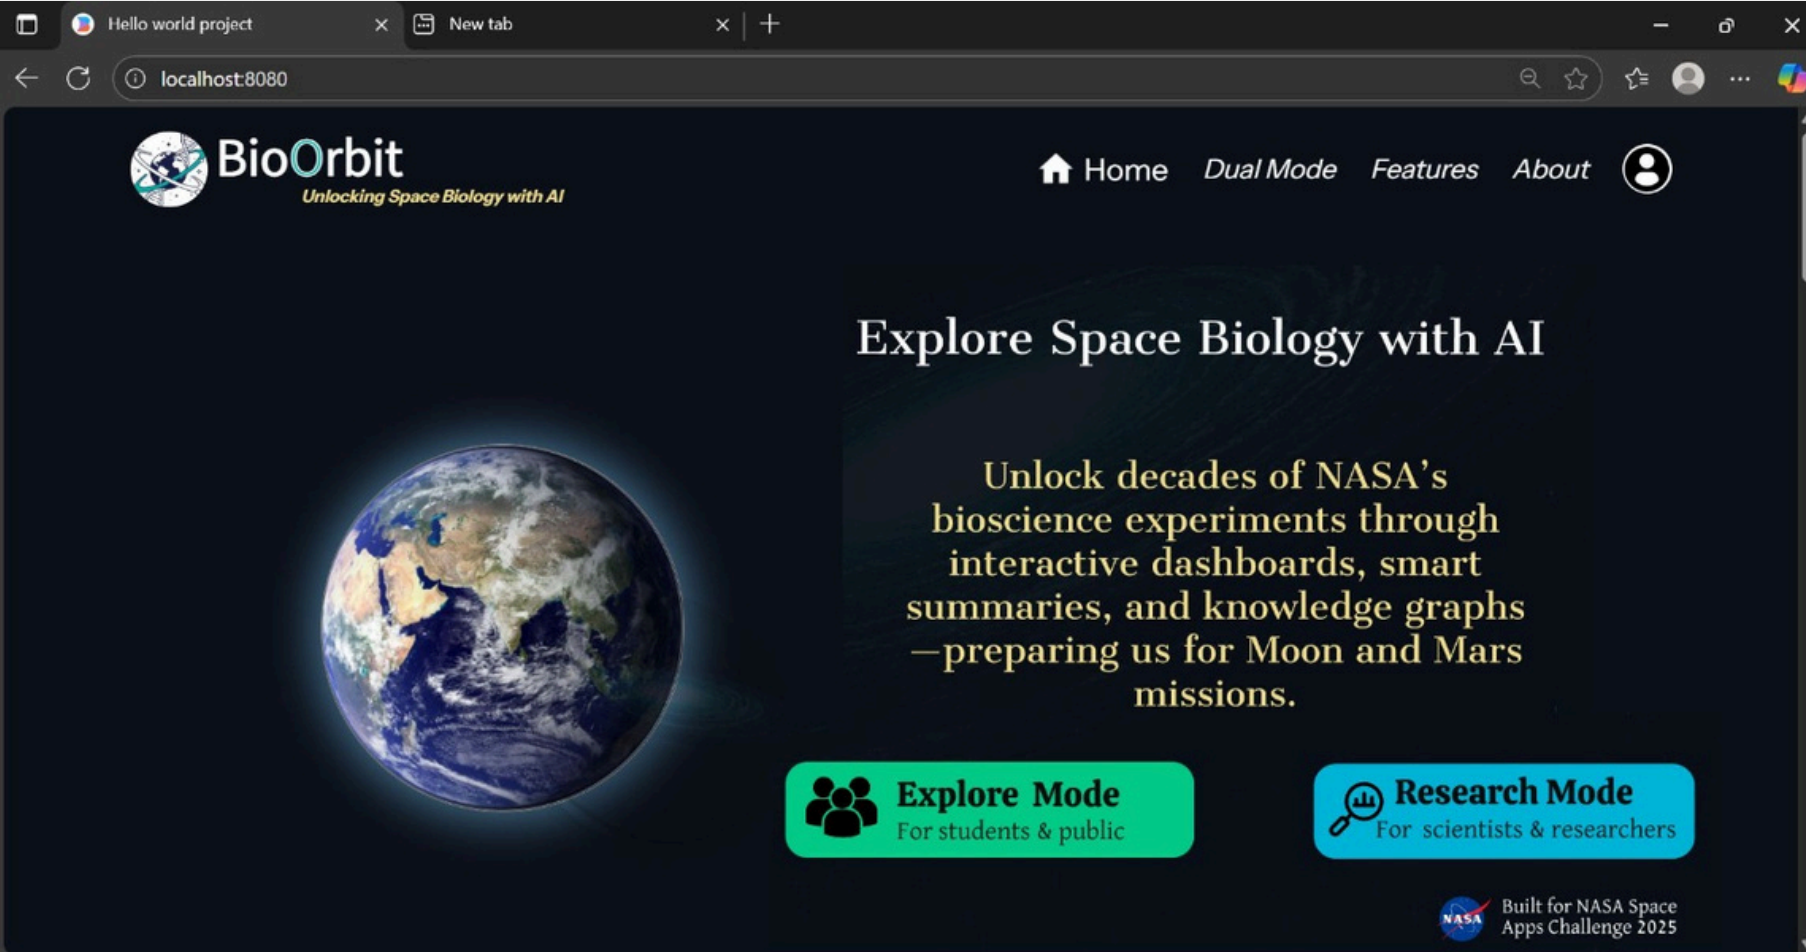 Hello world project
New tab
localhost:8080
BioOrbit
Unlocking Space Biology with AI
Home Dual Mode Features About
Explore Space Biology with AI
Unlock decades of NASA’s
bioscience experiments through
interactive dashboards, smart
summaries, and knowledge graphs
—preparing us for Moon and Mars
missions.
Explore Mode
For students & public
Research Mode
For scientists & researchers
NASA
Built for NASA Space
Apps Challenge 2025